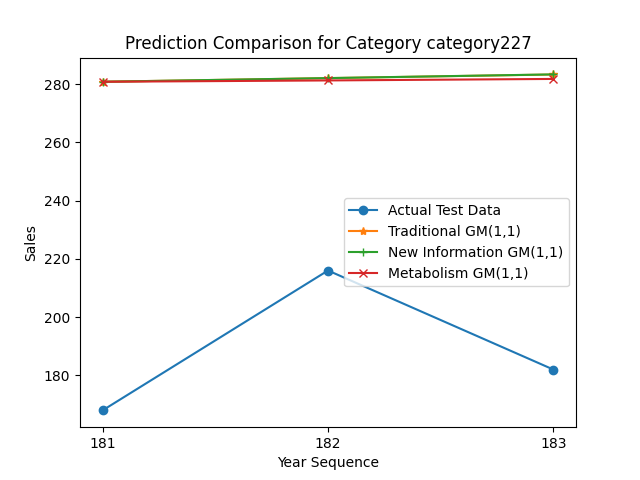 Prediction Comparison for Category category227
280
260
240
220
200
180
Sales
Actual Test Data
Traditional GM(1,1)
New Information GM(1,1)
Metabolism GM(1,1)
181
182
183
Year Sequence